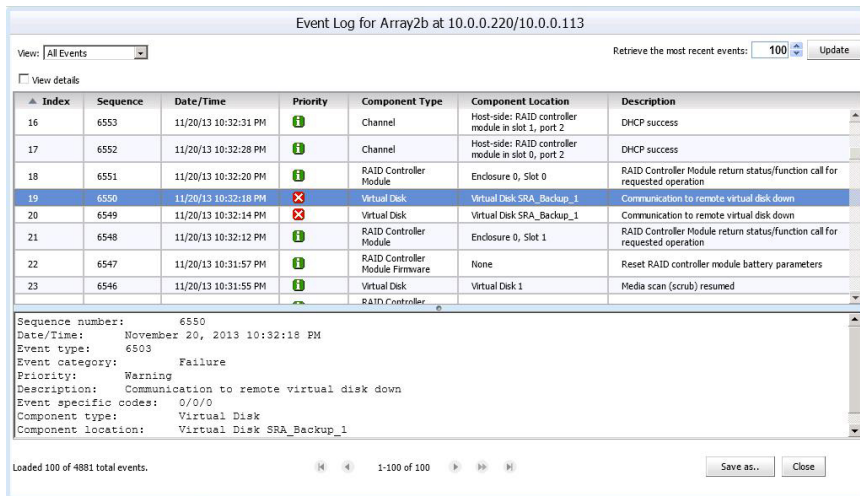 Event Log for Array2b at 10.0.0.220/10.0.0.113
View: All Events
Retrieve the most recent events: 100 Update
View details
Index Sequence Date/Time Priority Component Type Component Location Description
16 6553 11/20/13 10:32:31 PM Channel Host-side: RAID controller module in slot 1, port 2 DHCP success
17 6552 11/20/13 10:32:28 PM Channel Host-side: RAID controller module in slot 0, port 2 DHCP success
18 6551 11/20/13 10:32:20 PM RAID Controller Module Enclosure 0, Slot 0 RAID Controller Module return status/function call for requested operation
19 6550 11/20/13 10:32:18 PM Virtual Disk Virtual Disk SRA_Backup_1 Communication to remote virtual disk down
20 6549 11/20/13 10:32:14 PM Virtual Disk Virtual Disk SRA_Backup_1 Communication to remote virtual disk down
21 6548 11/20/13 10:32:12 PM RAID Controller Module Enclosure 0, Slot 1 RAID Controller Module return status/function call for requested operation
22 6547 11/20/13 10:31:57 PM RAID Controller Module Firmware None Reset RAID controller module battery parameters
23 6546 11/20/13 10:31:55 PM Virtual Disk Virtual Disk 1 Media scan (scrub) resumed
RAID Controller
Sequence number: 6550
Date/Time: November 20, 2013 10:32:18 PM
Event type: 6503
Event category: Failure
Priority: Warning
Description: Communication to remote virtual disk down
Event specific codes: 0/0/0
Component type: Virtual Disk
Component location: Virtual Disk SRA_Backup_1
Loaded 100 of 4881 total events. 1-100 of 100 Save as.. Close